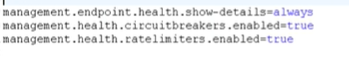 management.endpoint.health.show-details=always
management.health.circuitbreakers.enabled=true
management.health.ratelimiters.enabled=true